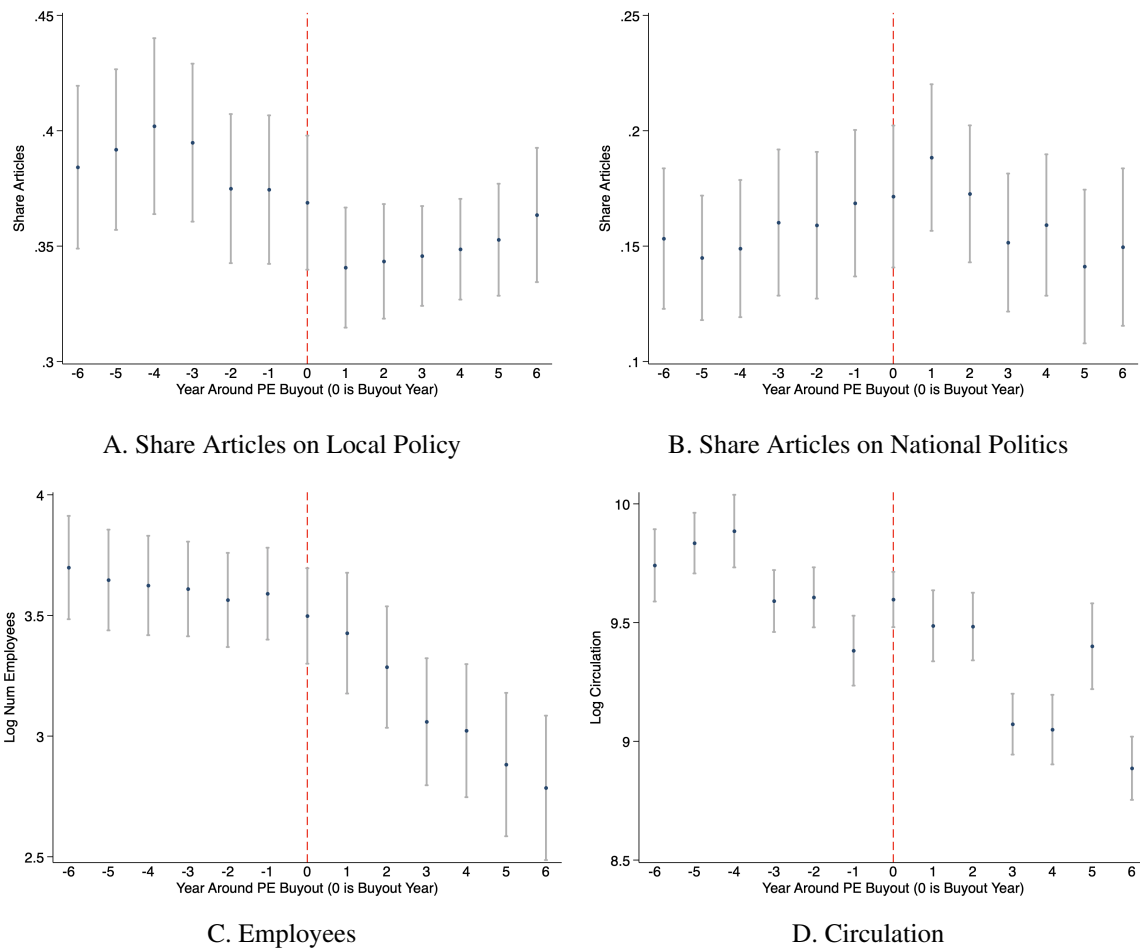 .45
.4
.35
.3
Share Articles
-6 -5 -4 -3 -2 -1 0 1 2 3 4 5 6
Year Around PE Buyout (0 is Buyout Year)
A. Share Articles on Local Policy
.25
.2
.15
.1
Share Articles
-6 -5 -4 -3 -2 -1 0 1 2 3 4 5 6
Year Around PE Buyout (0 is Buyout Year)
B. Share Articles on National Politics
4
3.5
3
2.5
Log Num Employees
-6 -5 -4 -3 -2 -1 0 1 2 3 4 5 6
Year Around PE Buyout (0 is Buyout Year)
C. Employees
10
9.5
9
8.5
Log Circulation
-6 -5 -4 -3 -2 -1 0 1 2 3 4 5 6
Year Around PE Buyout (0 is Buyout Year)
D. Circulation